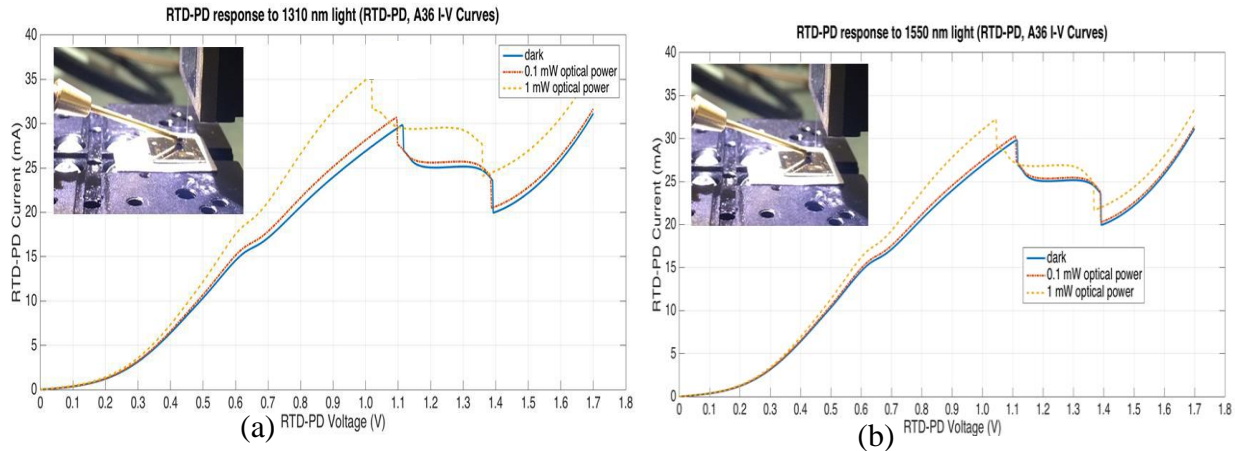 RTD-PD response to 1310 nm light (RTD-PD, A36 I-V Curves)
40
35
30
25
20
15
10
5
0
RTD-PD Current (mA)
dark
0.1 mW optical power
1 mW optical power
0 0.1 0.2 0.3 0.4 0.5 0.6 0.7 0.8 0.9 1.0 1.1 1.2 1.3 1.4 1.5 1.6 1.7 1.8
RTD-PD Voltage (V)
(a)
RTD-PD response to 1550 nm light (RTD-PD, A36 I-V Curves)
40
35
30
25
20
15
10
5
0
RTD-PD Current (mA)
dark
0.1 mW optical power
1 mW optical power
0 0.1 0.2 0.3 0.4 0.5 0.6 0.7 0.8 0.9 1.0 1.1 1.2 1.3 1.4 1.5 1.6 1.7 1.8
RTD-PD Voltage (V)
(b)